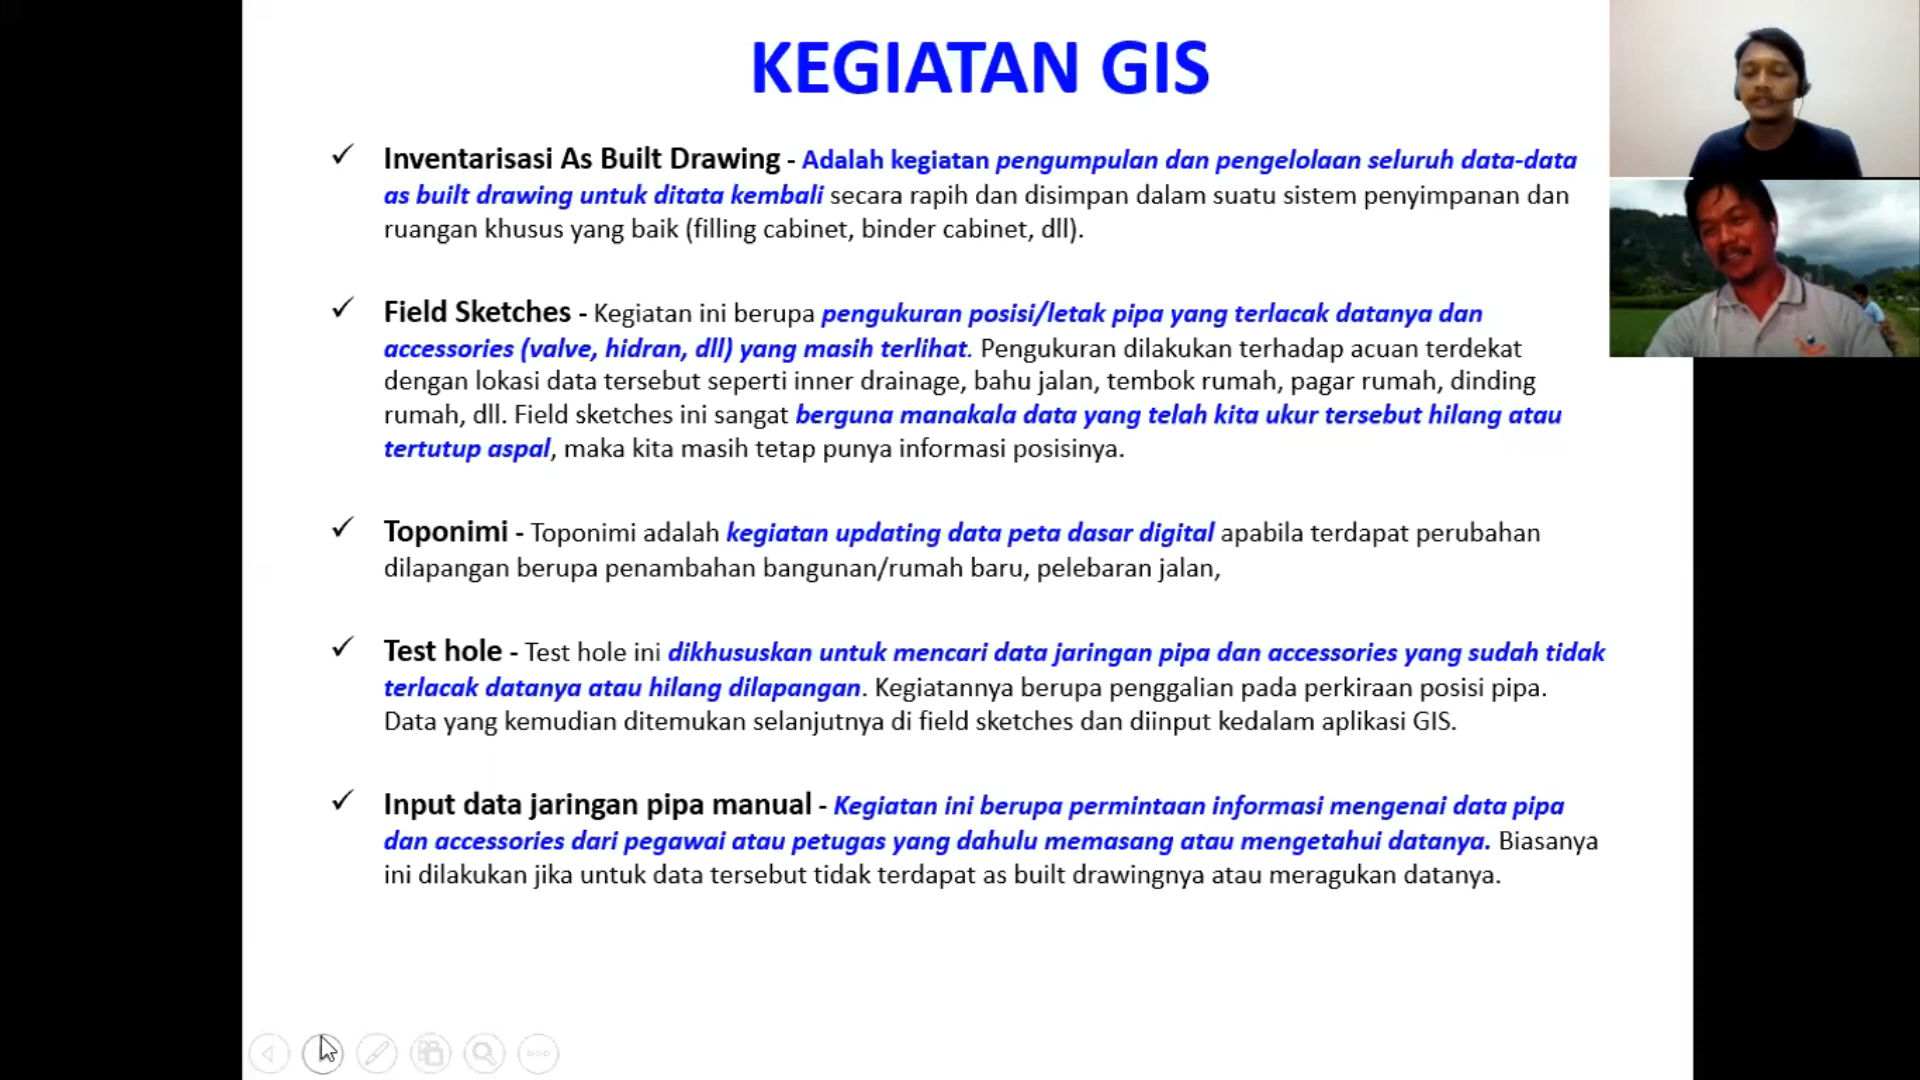 KEGIATAN GIS
✓ Inventarisasi As Built Drawing - Adalah kegiatan pengumpulan dan pengelolaan seluruh data-data
as built drawing untuk ditata kembali secara rapih dan disimpan dalam suatu sistem penyimpanan dan
ruangan khusus yang baik (filling cabinet, binder cabinet, dll).
✓ Field Sketches - Kegiatan ini berupa pengukuran posisi/letak pipa yang terlacak datanya dan
accessories (valve, hidran, dll) yang masih terlihat. Pengukuran dilakukan terhadap acuan terdekat
dengan lokasi data tersebut seperti inner drainage, bahu jalan, tembok rumah, pagar rumah, dinding
rumah, dll. Field sketches ini sangat berguna manakala data yang telah kita ukur tersebut hilang atau
tertutup aspal, maka kita masih tetap punya informasi posisinya.
✓ Toponimi - Toponimi adalah kegiatan updating data peta dasar digital apabila terdapat perubahan
dilapangan berupa penambahan bangunan/rumah baru, pelebaran jalan,
✓ Test hole - Test hole ini dikhususkan untuk mencari data jaringan pipa dan accessories yang sudah tidak
terlacak datanya atau hilang dilapangan. Kegiatannya berupa penggalian pada perkiraan posisi pipa.
Data yang kemudian ditemukan selanjutnya di field sketches dan diinput kedalam aplikasi GIS.
✓ Input data jaringan pipa manual - Kegiatan ini berupa permintaan informasi mengenai data pipa
dan accessories dari pegawai atau petugas yang dahulu memasang atau mengetahui datanya. Biasanya
ini dilakukan jika untuk data tersebut tidak terdapat as built drawingnya atau meragukan datanya.